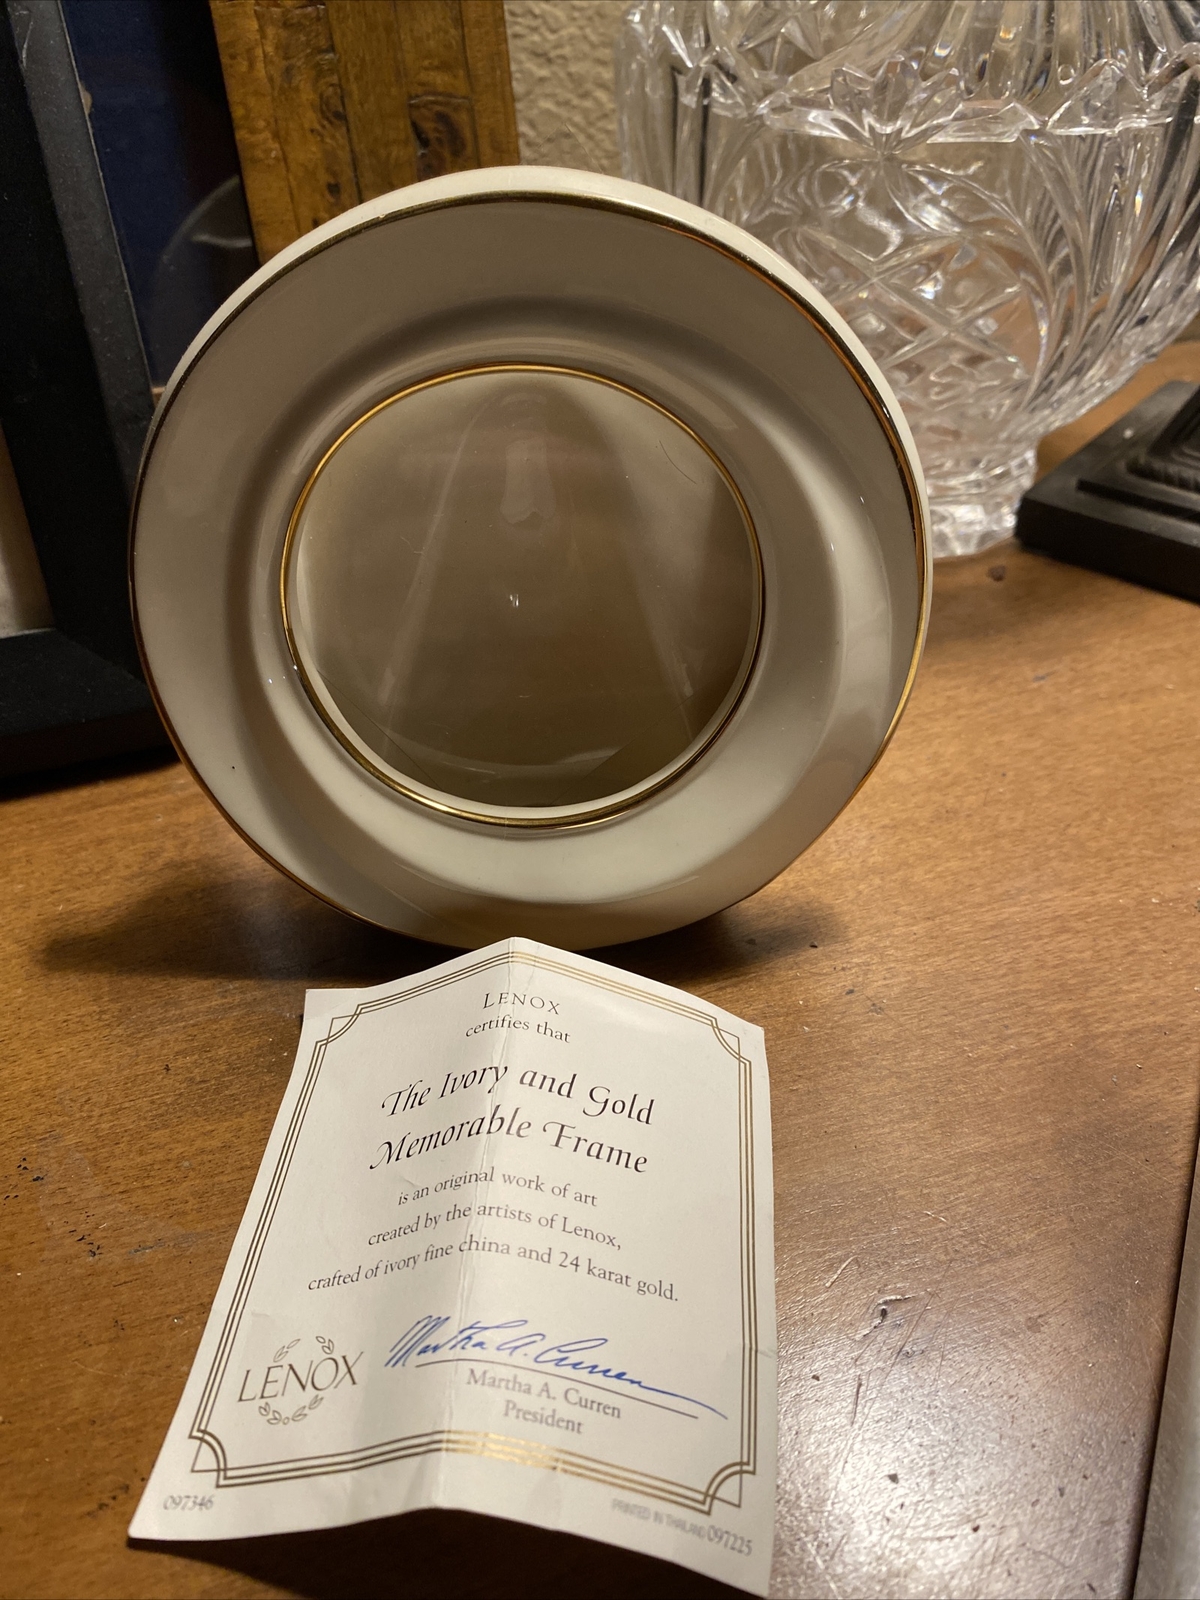 LENOX
certifies that
The Ivory and Gold
Memorable Frame
is an original work of art
created by the artists of Lenox,
crafted of ivory fine china and 24 karat gold.
Martha A. Curren
LENOX
Martha A. Curren
President
097346
PRINTED IN THAILAND 097225